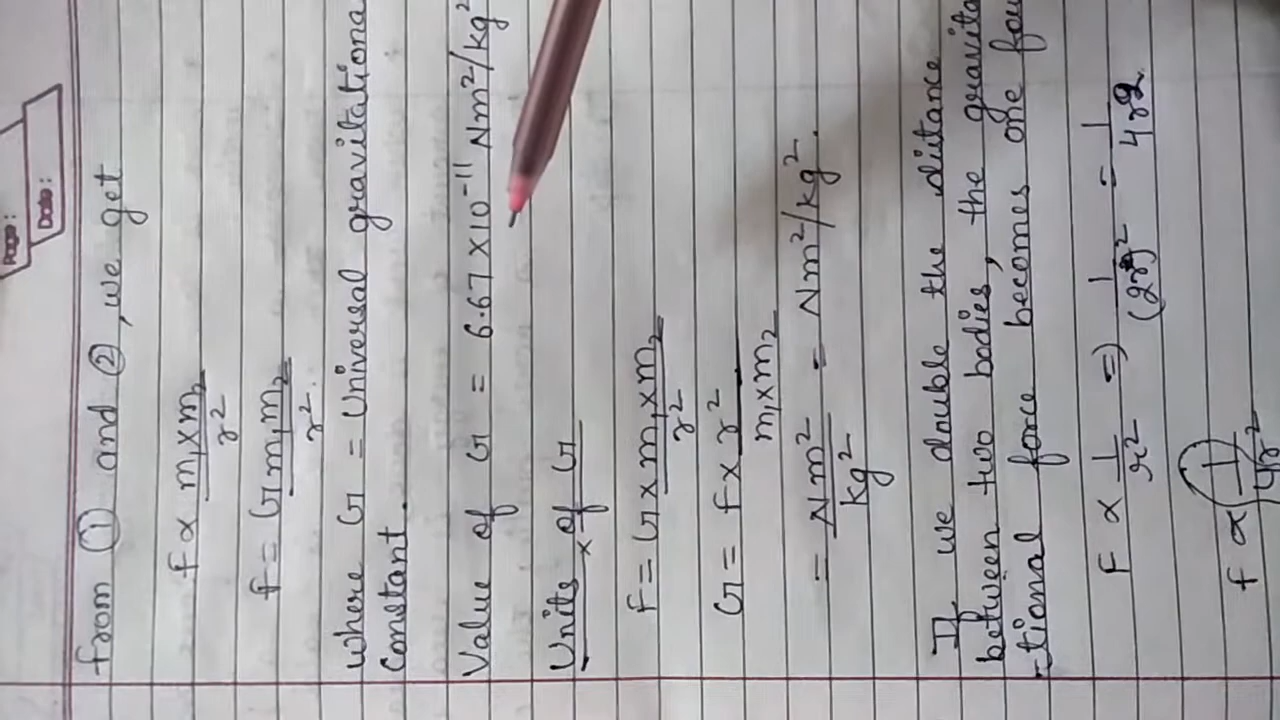 Page:
Date:
from ① and ②, we get
f ∝ m₁ × m₂ / r²
f = G m₁ m₂ / r².
where G = Universal gravitationa
Constant.
Value of G = 6.67 × 10⁻¹¹ Nm²/kg²
Units of G
F = G × m₁ × m₂ / r²
G = f × r² / m₁ × m₂
= Nm² / kg² = Nm²/kg².
If we double the distance
between two bodies, the gravita
-tional force becomes one fou
F ∝ 1 / r² ⇒ 1 / (2r)² = 1 / 4r²
f ∝ 1 / 4r²